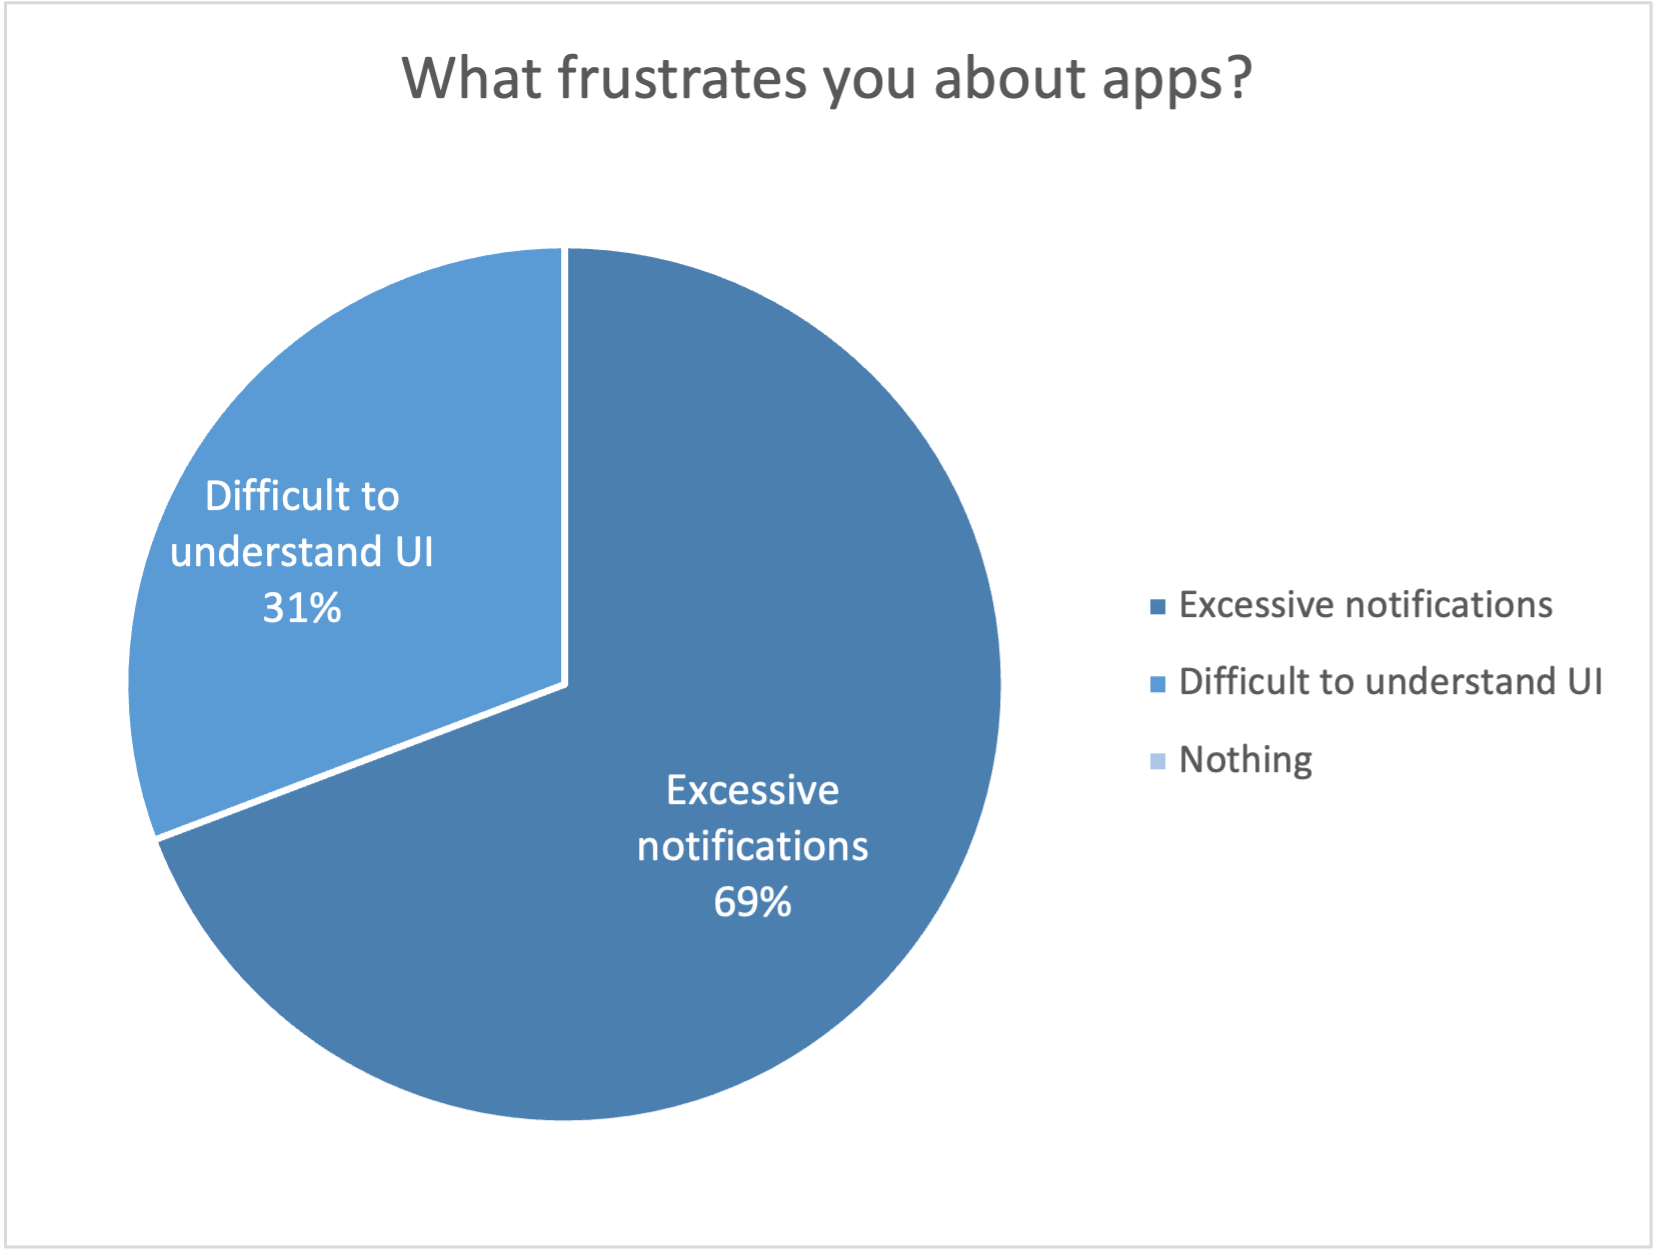 What frustrates you about apps?
Difficult to
understand UI
31%
Excessive
notifications
69%
Excessive notifications
Difficult to understand UI
Nothing